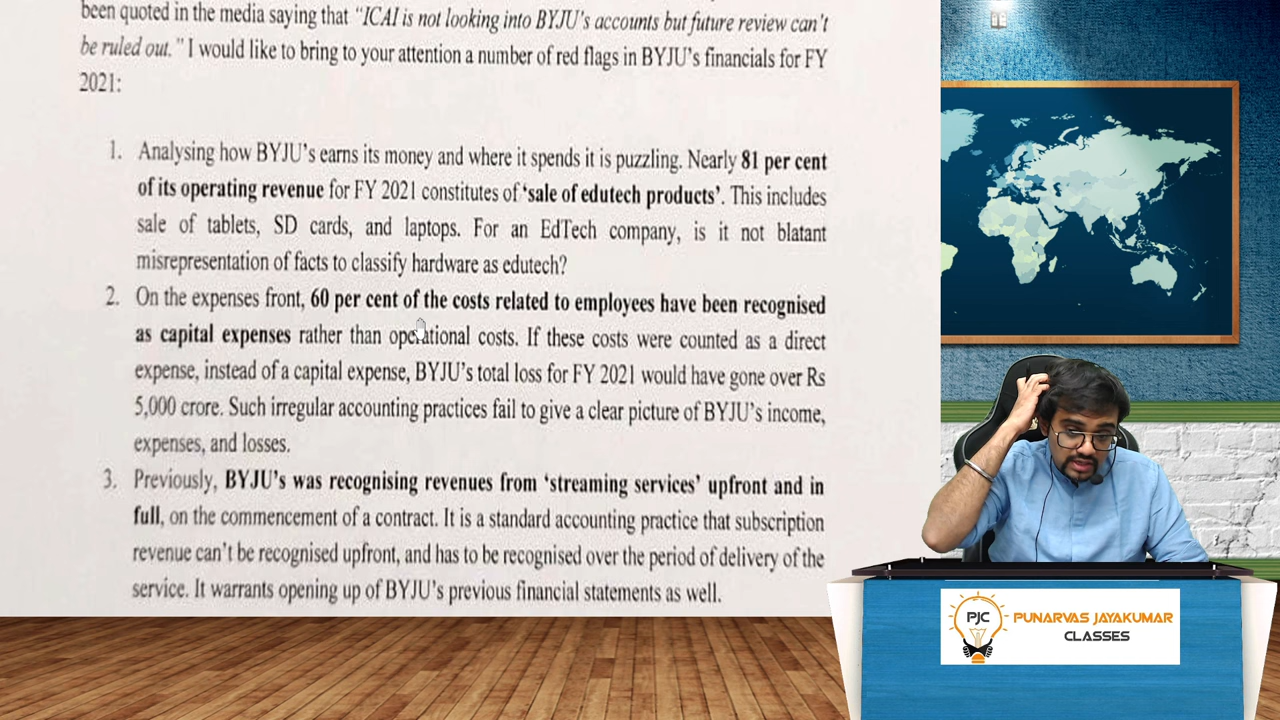 been quoted in the media saying that "ICAI is not looking into BYJU's accounts but future review can't
be ruled out." I would like to bring to your attention a number of red flags in BYJU's financials for FY
2021:
1. Analysing how BYJU's earns its money and where it spends it is puzzling. Nearly 81 per cent
of its operating revenue for FY 2021 constitutes of 'sale of edutech products'. This includes
sale of tablets, SD cards, and laptops. For an EdTech company, is it not blatant
misrepresentation of facts to classify hardware as edutech?
2. On the expenses front, 60 per cent of the costs related to employees have been recognised
as capital expenses rather than operational costs. If these costs were counted as a direct
expense, instead of a capital expense, BYJU's total loss for FY 2021 would have gone over Rs
5,000 crore. Such irregular accounting practices fail to give a clear picture of BYJU's income,
expenses, and losses.
3. Previously, BYJU's was recognising revenues from 'streaming services' upfront and in
full, on the commencement of a contract. It is a standard accounting practice that subscription
revenue can't be recognised upfront, and has to be recognised over the period of delivery of the
service. It warrants opening up of BYJU's previous financial statements as well.
PJC
PUNARVAS JAYAKUMAR
CLASSES